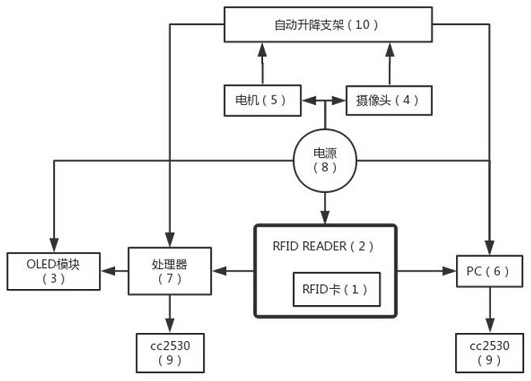 自动升降支架（10）
电机（5）
摄像头（4）
电源
（8）
OLED模块
（3）
处理器
（7）
RFID READER（2）
RFID卡（1）
PC（6）
cc2530
（9）
cc2530
（9）